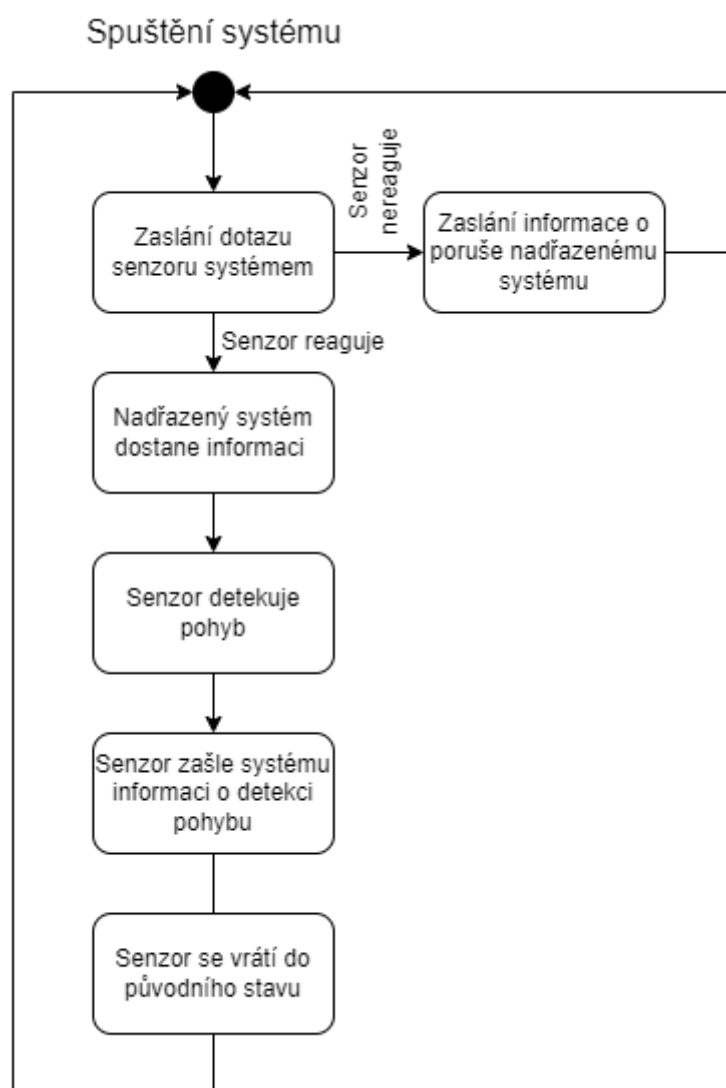 Spuštění systému
Zaslání dotazu
senzoru systémem
Senzor
nereaguje
Zaslání informace o
poruše nadřazenému
systému
Senzor reaguje
Nadřazený systém
dostane informaci
Senzor detekuje
pohyb
Senzor zašle systému
informaci o detekci
pohybu
Senzor se vrátí do
původního stavu